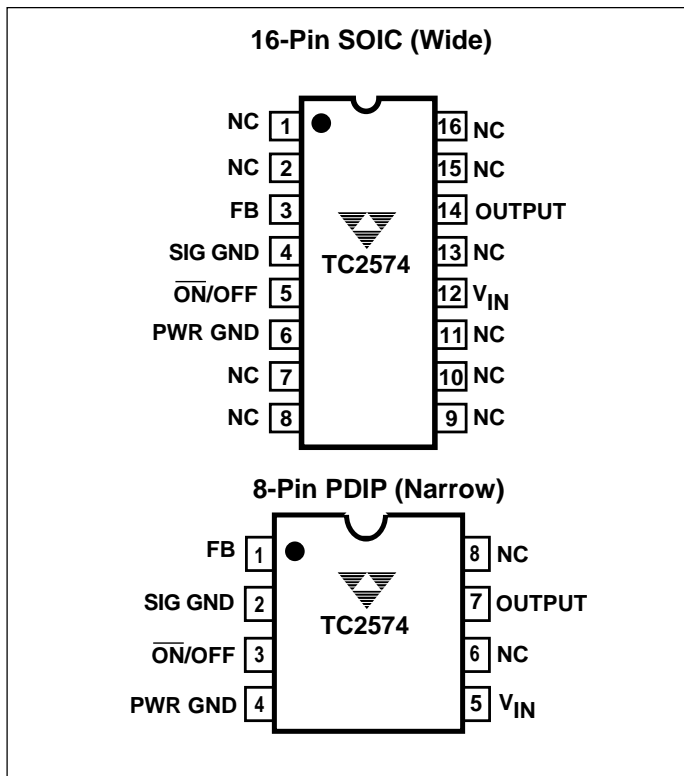 16-Pin SOIC (Wide)
NC 1 16 NC
NC 2 15 NC
FB 3 14 OUTPUT
SIG GND 4 13 NC
TC2574
O̅N̅/OFF 5 12 VIN
PWR GND 6 11 NC
NC 7 10 NC
NC 8 9 NC
8-Pin PDIP (Narrow)
FB 1 8 NC
SIG GND 2 7 OUTPUT
TC2574
O̅N̅/OFF 3 6 NC
PWR GND 4 5 VIN